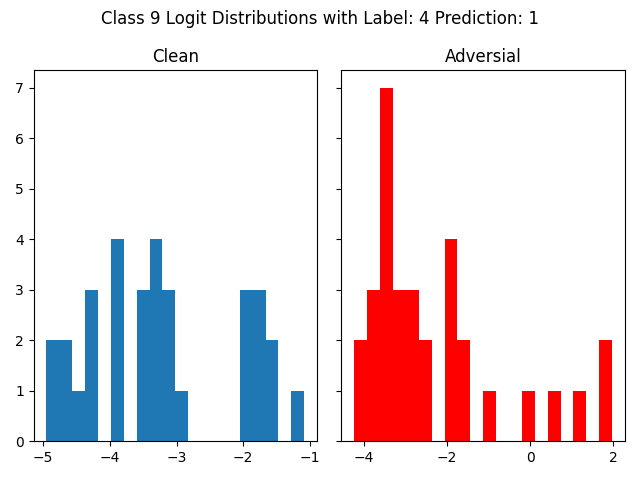 Class 9 Logit Distributions with Label: 4 Prediction: 1
Clean
Adversial
7
6
5
4
3
2
1
0
−5 −4 −3 −2 −1
−4 −2 0 2